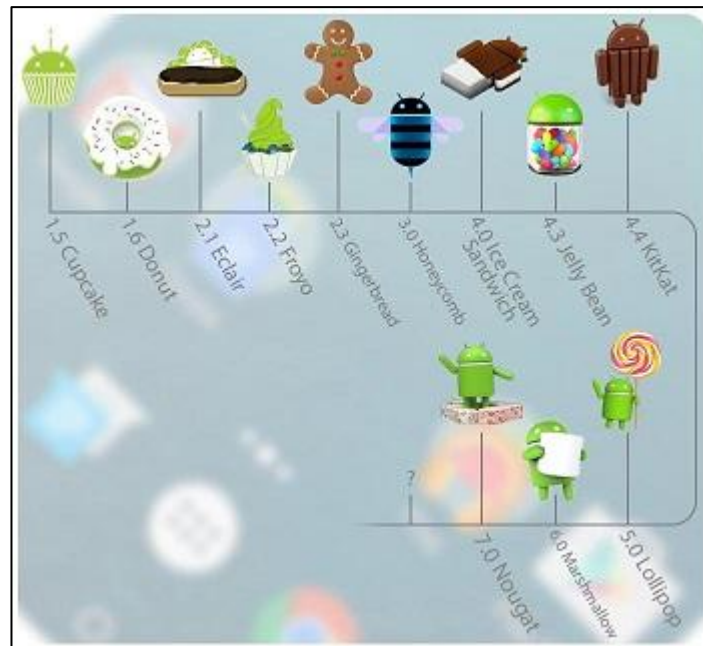 1.5 Cupcake
1.6 Donut
2.1 Eclair
2.2 Froyo
2.3 Gingerbread
3.0 Honeycomb
4.0 Ice Cream
Sandwich
4.3 Jelly Bean
4.4 KitKat
5.0 Lollipop
6.0 Marshmallow
7.0 Nougat
?